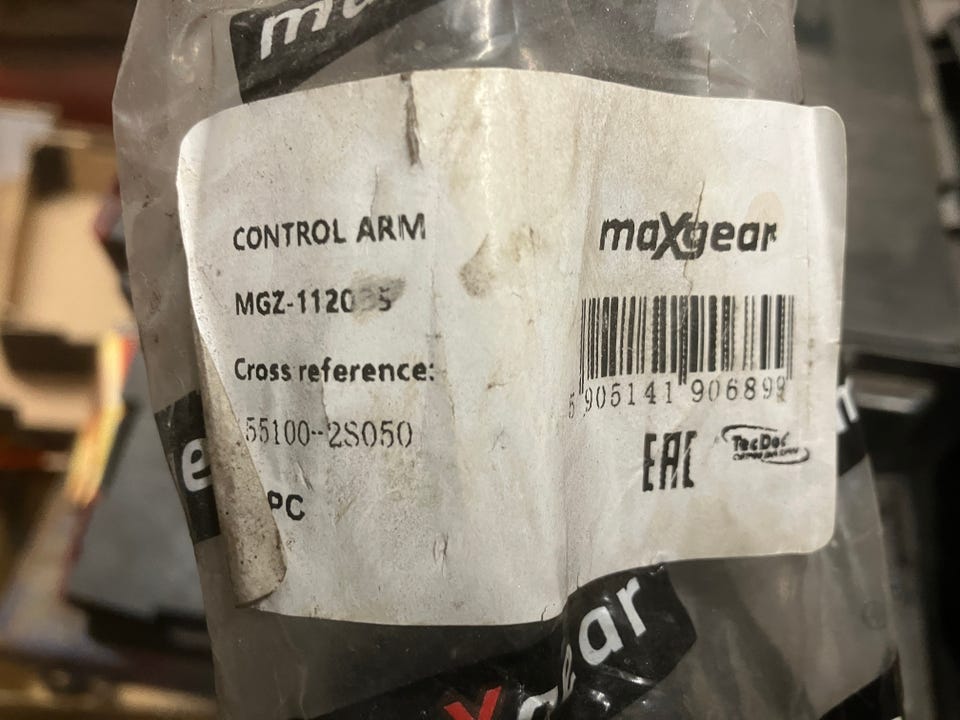 CONTROL ARM
Cross reference:
55100-2S050
PC
maxgear
5 905141 906899
EAC
TecDoc